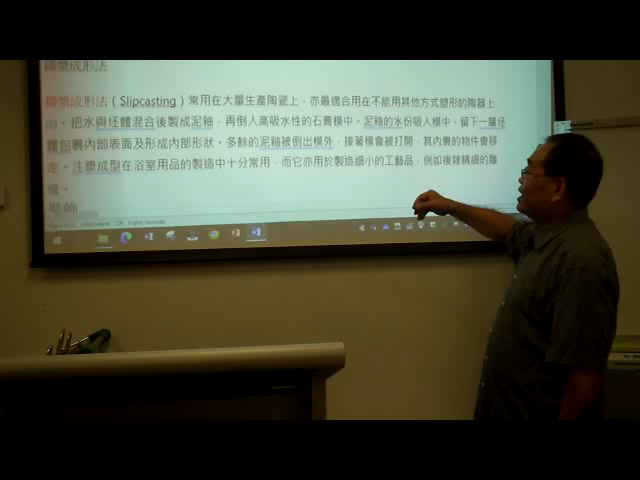 鑄漿成形法
鑄漿成形法（Slipcasting）常用在大量生產陶瓷上，亦最適合用在不能用其他方式塑形的陶器上
的。把水與坯體混合後製成泥釉，再倒入高吸水性的石膏模中。泥釉的水份吸入模中，留下一層坯
體包裹內部表面及形成內部形狀。多餘的泥釉被倒出模外，接著模會被打開，其內裏的物件會移
走。注漿成型在浴室用品的製造中十分常用，而它亦用於製造細小的工藝品，例如複雜精細的雕